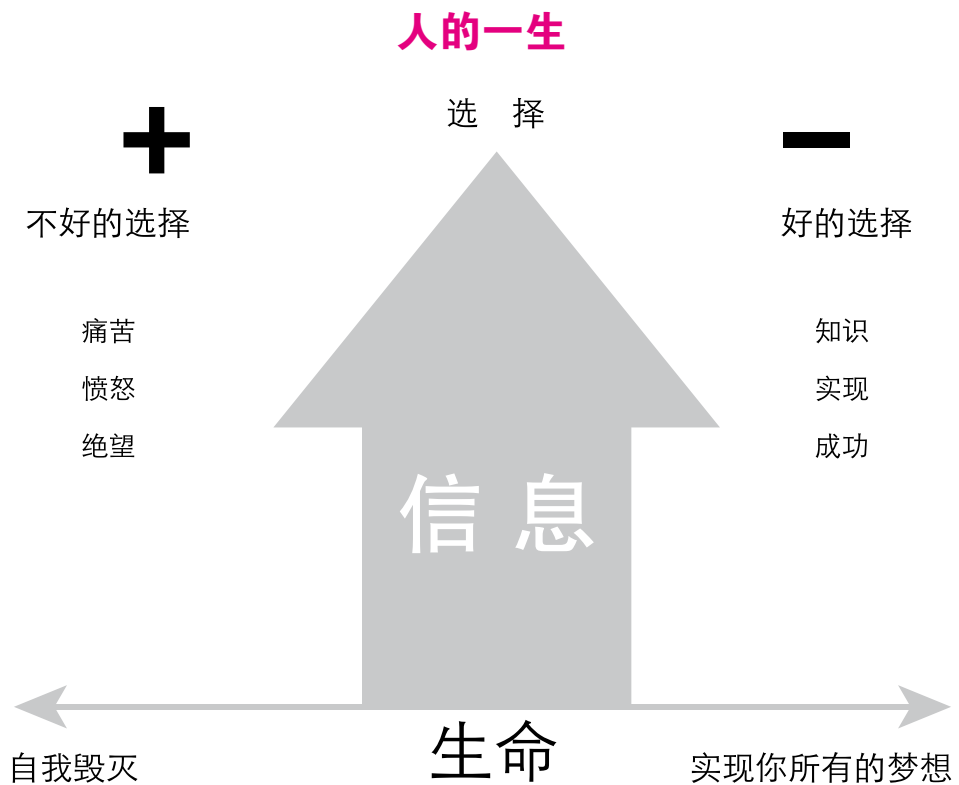 人的一生
选 择
+
−
不好的选择
好的选择
痛苦
知识
愤怒
实现
绝望
成功
信息
生命
自我毁灭
实现你所有的梦想